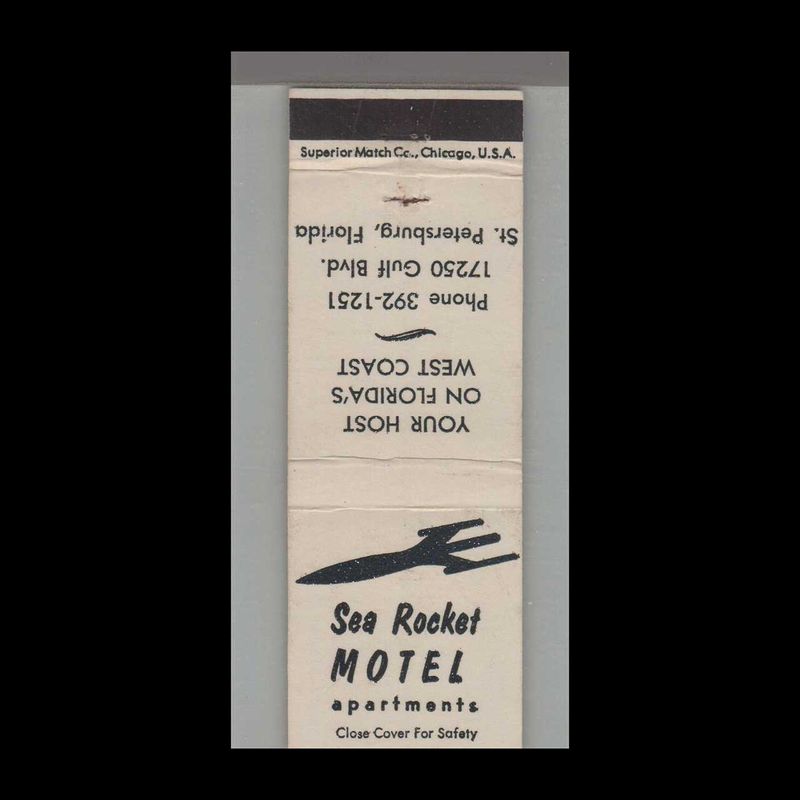 Superior Match Co., Chicago, U.S.A.
YOUR HOST
ON FLORIDA'S
WEST COAST
Phone 392-1251
17250 Gulf Blvd.
St. Petersburg, Florida
Sea Rocket
MOTEL
apartments
Close Cover For Safety